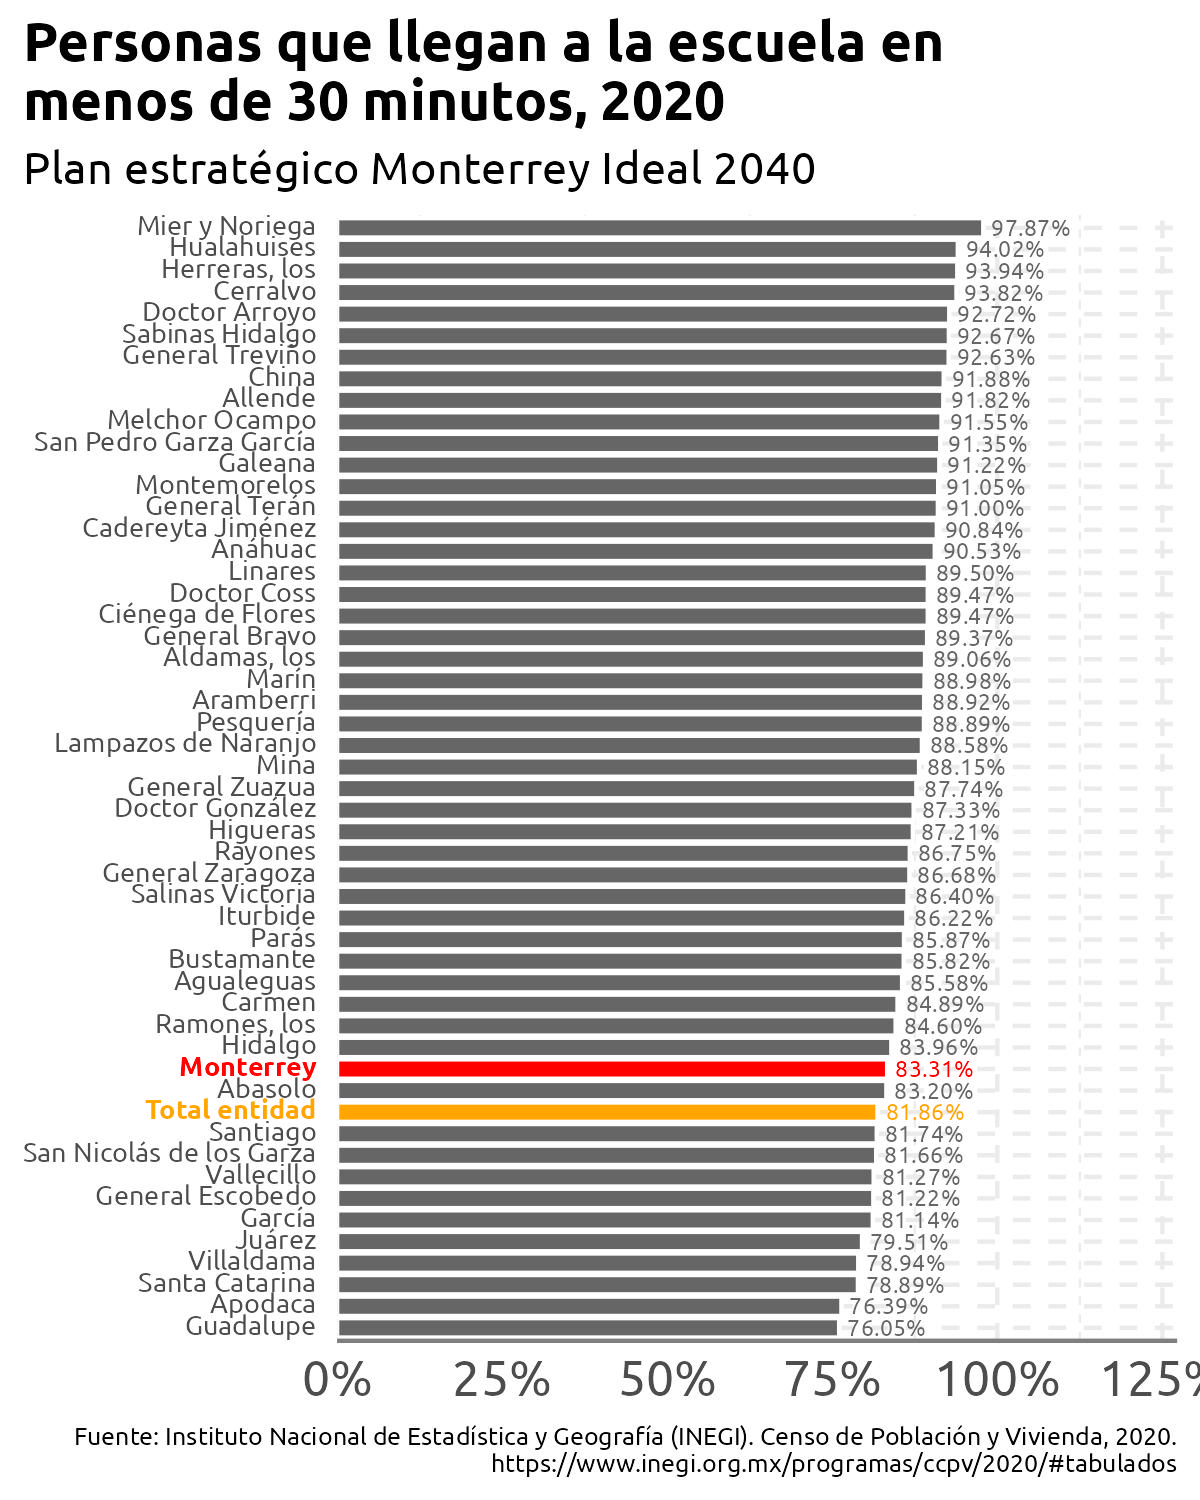 Personas que llegan a la escuela en
menos de 30 minutos, 2020
Plan estratégico Monterrey Ideal 2040
Mier y Noriega 97.87%
Hualahuises 94.02%
Herreras, los 93.94%
Cerralvo 93.82%
Doctor Arroyo 92.72%
Sabinas Hidalgo 92.67%
General Treviño 92.63%
China 91.88%
Allende 91.82%
Melchor Ocampo 91.55%
San Pedro Garza García 91.35%
Galeana 91.22%
Montemorelos 91.05%
General Terán 91.00%
Cadereyta Jiménez 90.84%
Anáhuac 90.53%
Linares 89.50%
Doctor Coss 89.47%
Ciénega de Flores 89.47%
General Bravo 89.37%
Aldamas, los 89.06%
Marín 88.98%
Aramberri 88.92%
Pesquería 88.89%
Lampazos de Naranjo 88.58%
Mina 88.15%
General Zuazua 87.74%
Doctor González 87.33%
Higueras 87.21%
Rayones 86.75%
General Zaragoza 86.68%
Salinas Victoria 86.40%
Iturbide 86.22%
Parás 85.87%
Bustamante 85.82%
Agualeguas 85.58%
Carmen 84.89%
Ramones, los 84.60%
Hidalgo 83.96%
Monterrey 83.31%
Abasolo 83.20%
Total entidad 81.86%
Santiago 81.74%
San Nicolás de los Garza 81.66%
Vallecillo 81.27%
General Escobedo 81.22%
García 81.14%
Juárez 79.51%
Villaldama 78.94%
Santa Catarina 78.89%
Apodaca 76.39%
Guadalupe 76.05%
0% 25% 50% 75% 100% 125%
Fuente: Instituto Nacional de Estadística y Geografía (INEGI). Censo de Población y Vivienda, 2020.
https://www.inegi.org.mx/programas/ccpv/2020/#tabulados